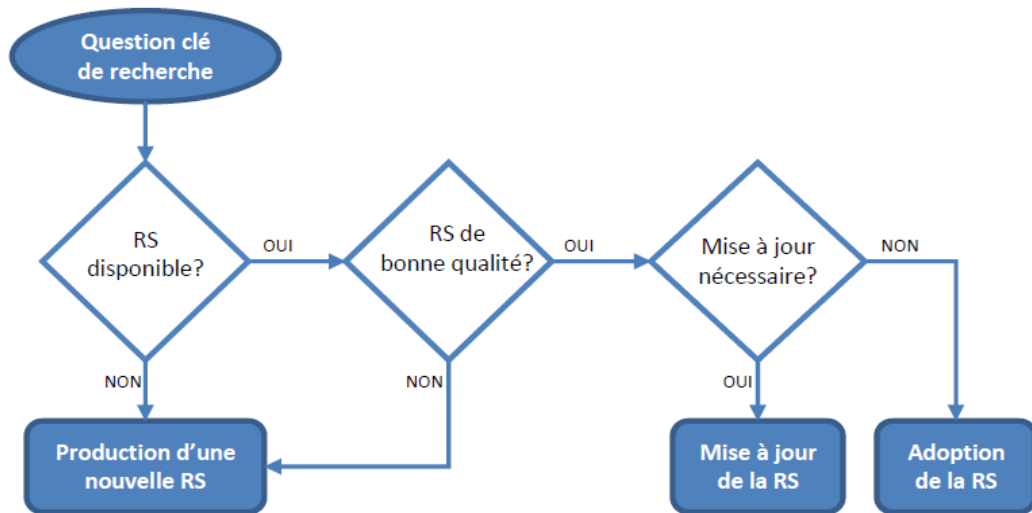 Question clé
de recherche
RS
disponible?
OUI
RS de
bonne qualité?
OUI
Mise à jour
nécessaire?
NON
NON
NON
OUI
Production d’une
nouvelle RS
Mise à jour
de la RS
Adoption
de la RS